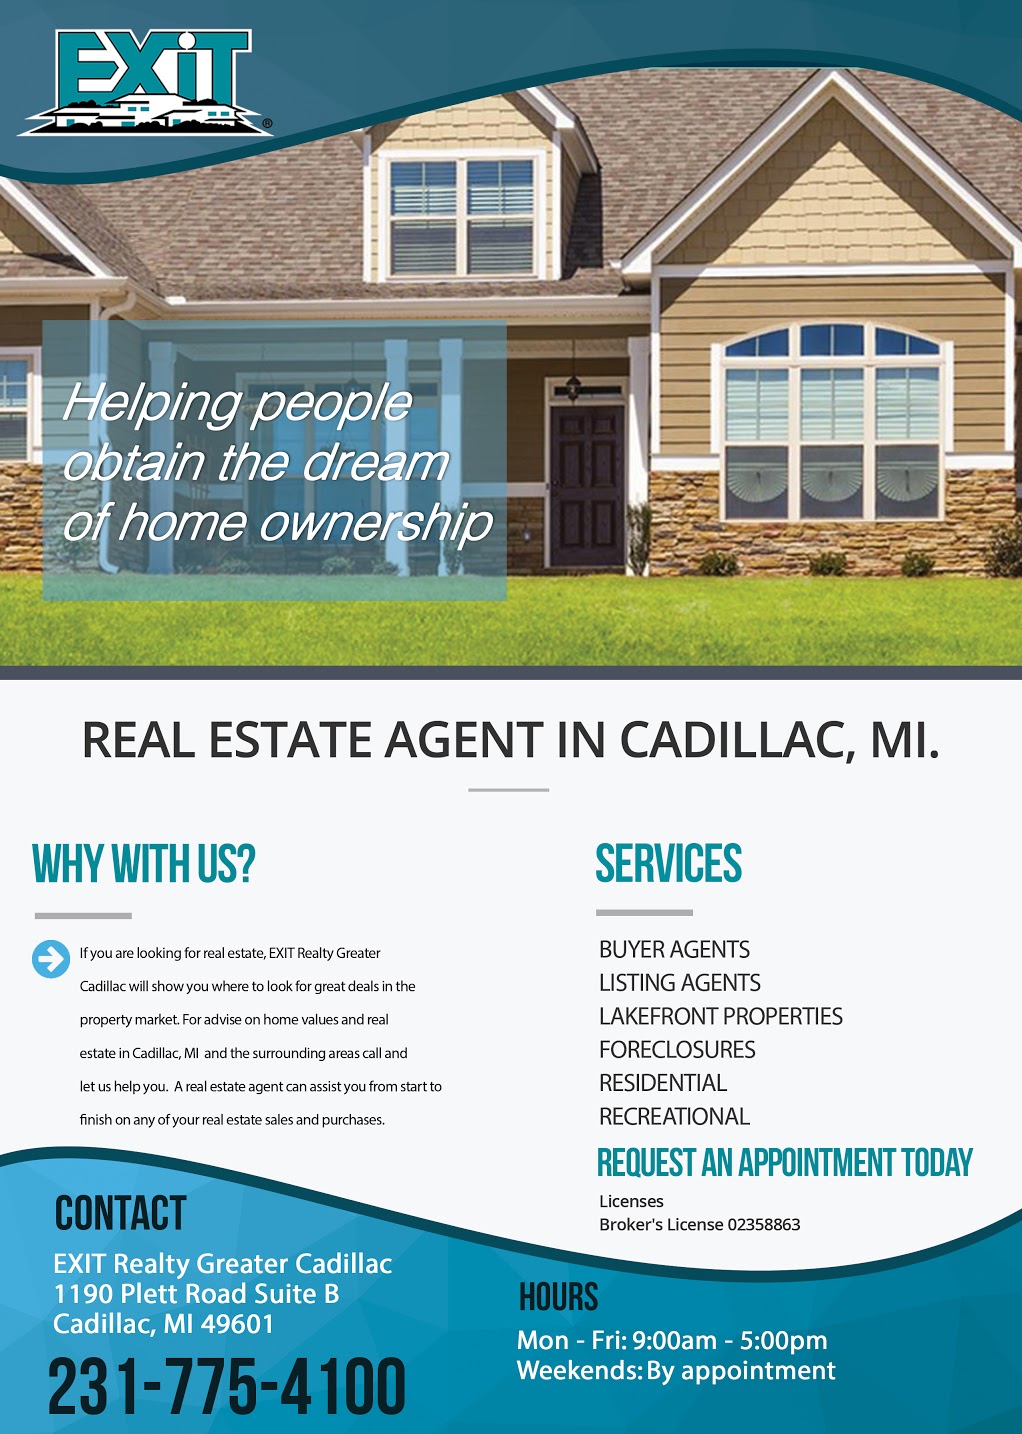 EXiT
®
Helping people
obtain the dream
of home ownership
REAL ESTATE AGENT IN CADILLAC, MI.
WHY WITH US?
If you are looking for real estate, EXIT Realty Greater
Cadillac will show you where to look for great deals in the
property market. For advise on home values and real
estate in Cadillac, MI  and the surrounding areas call and
let us help you.  A real estate agent can assist you from start to
finish on any of your real estate sales and purchases.
SERVICES
BUYER AGENTS
LISTING AGENTS
LAKEFRONT PROPERTIES
FORECLOSURES
RESIDENTIAL
RECREATIONAL
REQUEST AN APPOINTMENT TODAY
Licenses
Broker's License 02358863
CONTACT
EXIT Realty Greater Cadillac
1190 Plett Road Suite B
Cadillac, MI 49601
231-775-4100
HOURS
Mon - Fri: 9:00am - 5:00pm
Weekends: By appointment